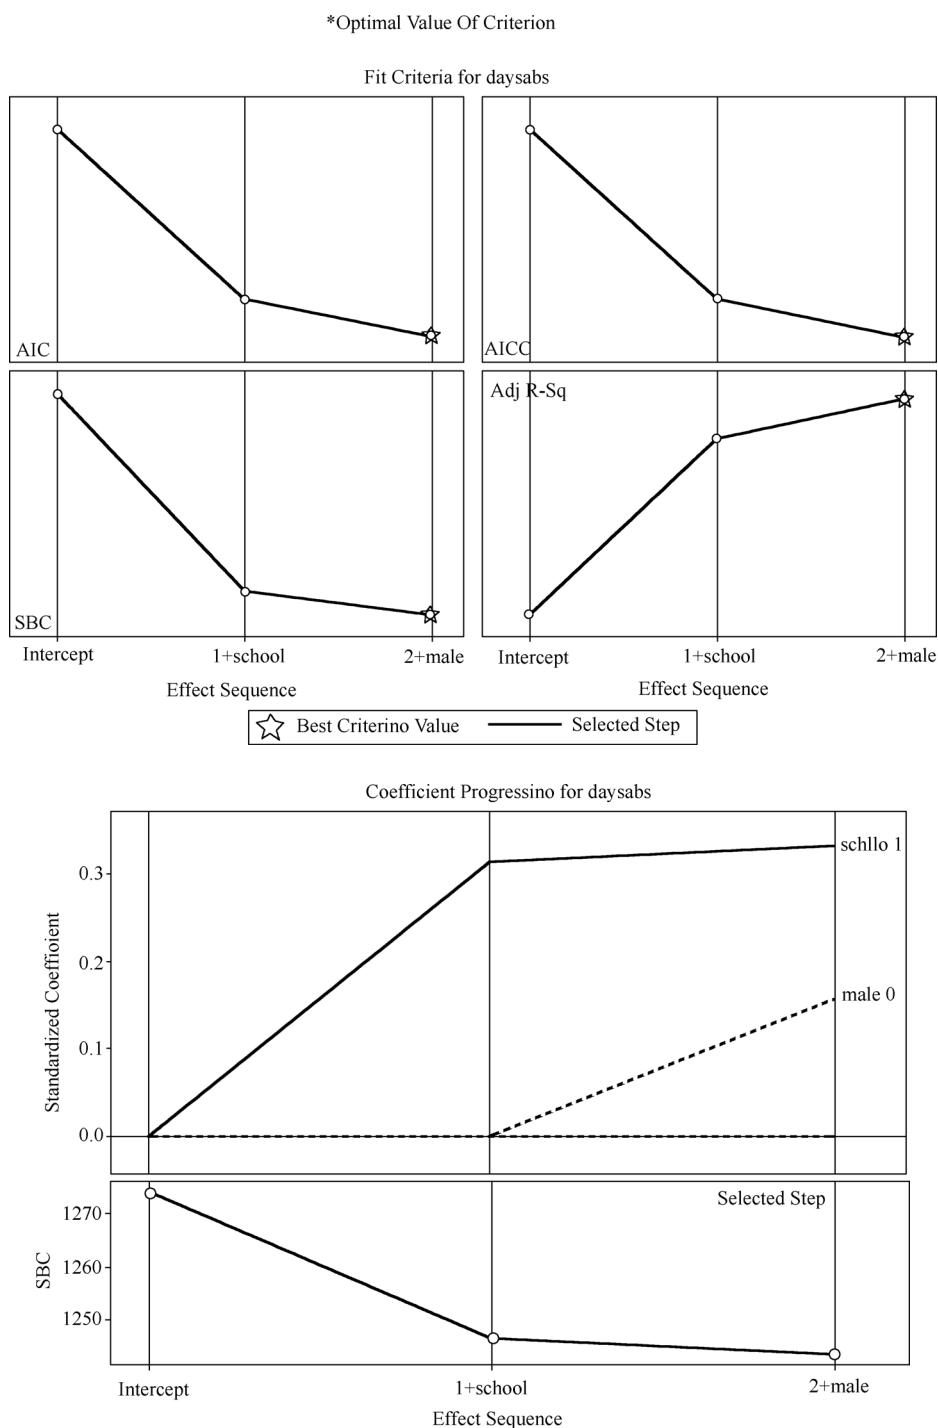 *Optimal Value Of Criterion
Fit Criteria for daysabs
AIC
AICC
SBC
Adj R-Sq
Intercept 1+school 2+male
Intercept 1+school 2+male
Effect Sequence
Effect Sequence
Best Criterino Value Selected Step
Coefficient Progressino for daysabs
schllo 1
0.3
0.2
male 0
0.1
0.0
Standardized Coeffioient
Selected Step
1270
1260
1250
SBC
Intercept 1+school 2+male
Effect Sequence